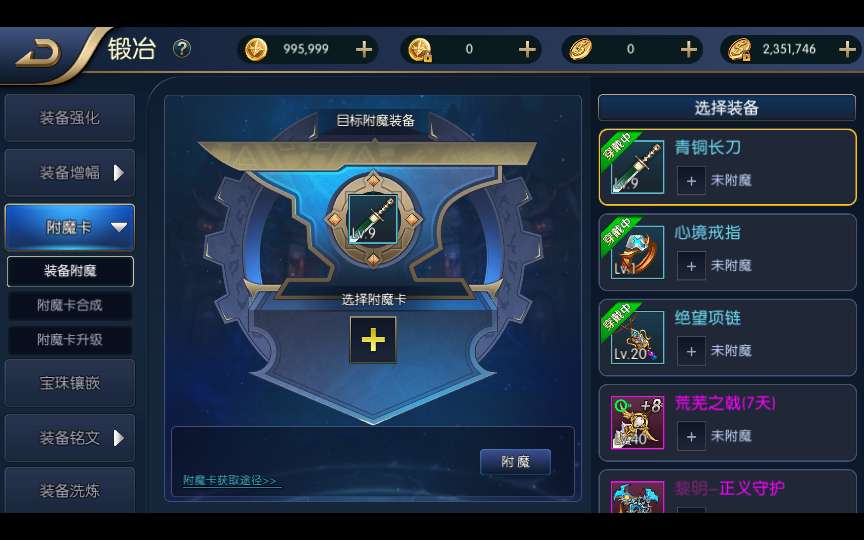 锻冶 ?
995,999
0
0
2,351,746
装备强化
装备增幅
附魔卡
装备附魔
附魔卡合成
附魔卡升级
宝珠镶嵌
装备铭文
装备洗炼
目标附魔装备
Lv.9
选择附魔卡
附魔卡获取途径>>
附魔
选择装备
穿戴中
Lv.9
青铜长刀
未附魔
穿戴中
Lv.1
心境戒指
未附魔
穿戴中
Lv.20
绝望项链
未附魔
+8
Lv.40
荒芜之戟(7天)
未附魔
黎明-正义守护